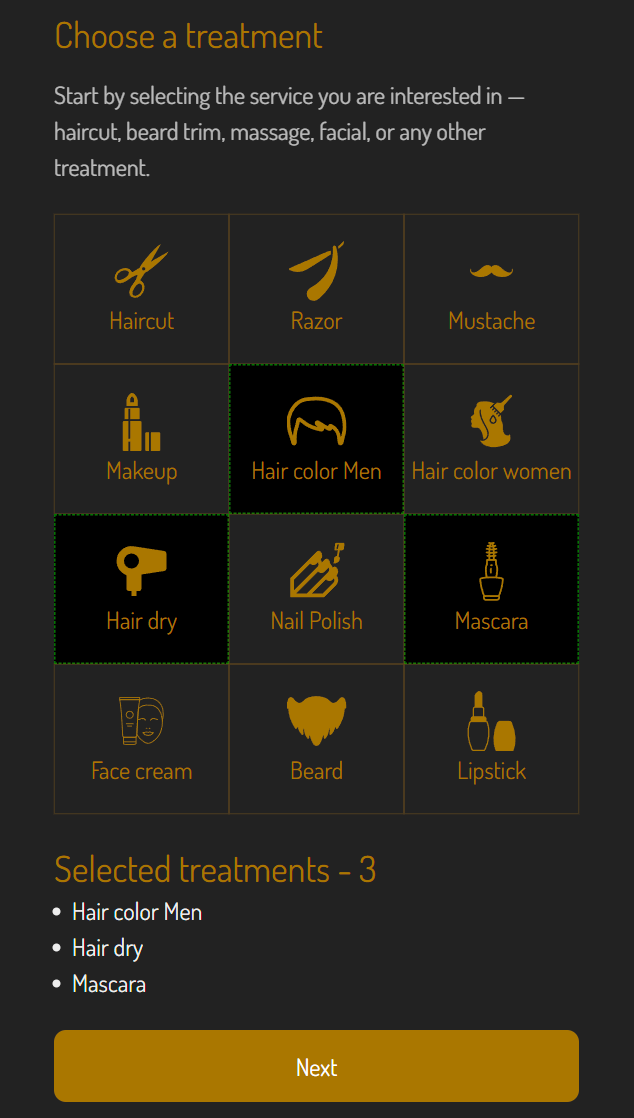 Choose a treatment
Start by selecting the service you are interested in —
haircut, beard trim, massage, facial, or any other
treatment.
Haircut
Razor
Mustache
Makeup
Hair color Men
Hair color women
Hair dry
Nail Polish
Mascara
Face cream
Beard
Lipstick
Selected treatments - 3
• Hair color Men
• Hair dry
• Mascara
Next